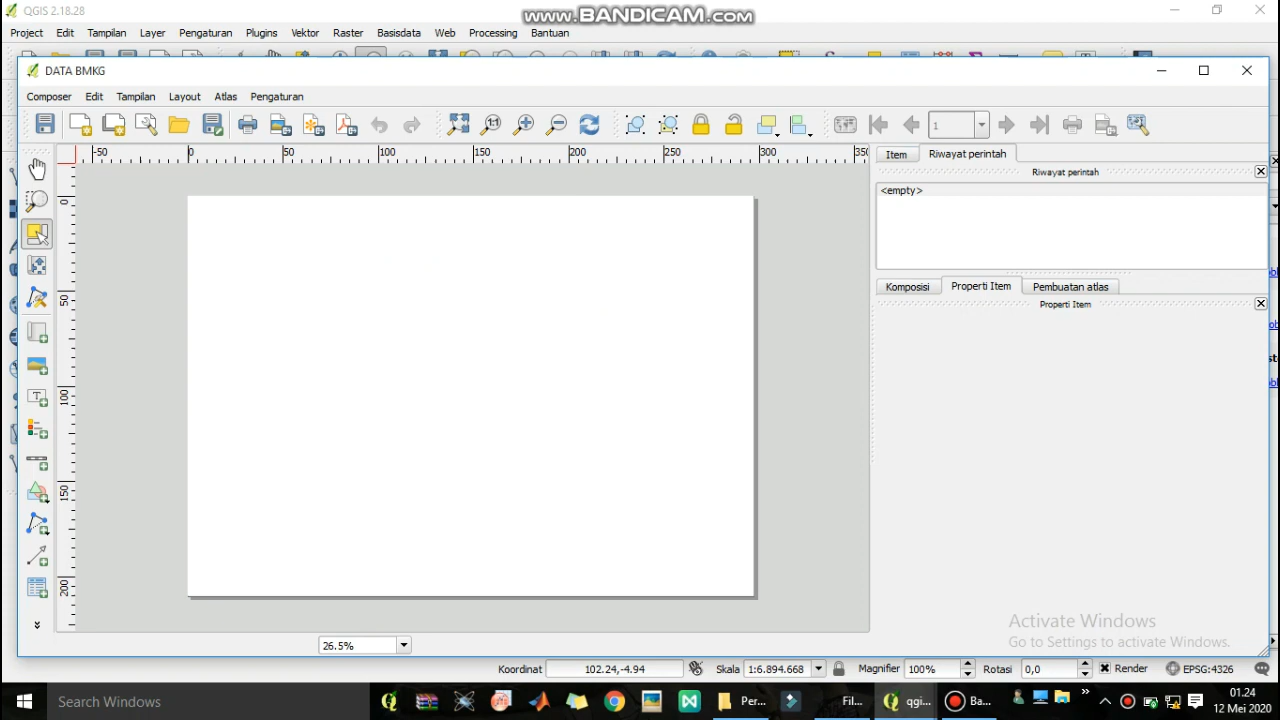 QGIS 2.18.28
www.BANDICAM.com
Project Edit Tampilan Layer Pengaturan Plugins Vektor Raster Basisdata Web Processing Bantuan
DATA BMKG
Composer Edit Tampilan Layout Atlas Pengaturan
1:1
1
-50 0 50 100 150 200 250 300 350
Item Riwayat perintah
Riwayat perintah
<empty>
Komposisi Properti Item Pembuatan atlas
Properti Item
0
50
100
150
200
Activate Windows
Go to Settings to activate Windows.
26.5%
Koordinat 102.24,-4.94 Skala 1:6.894.668 Magnifier 100% Rotasi 0,0 Render EPSG:4326
Search Windows
Per...
Fil...
qgi...
Ba...
01.24
12 Mei 2020